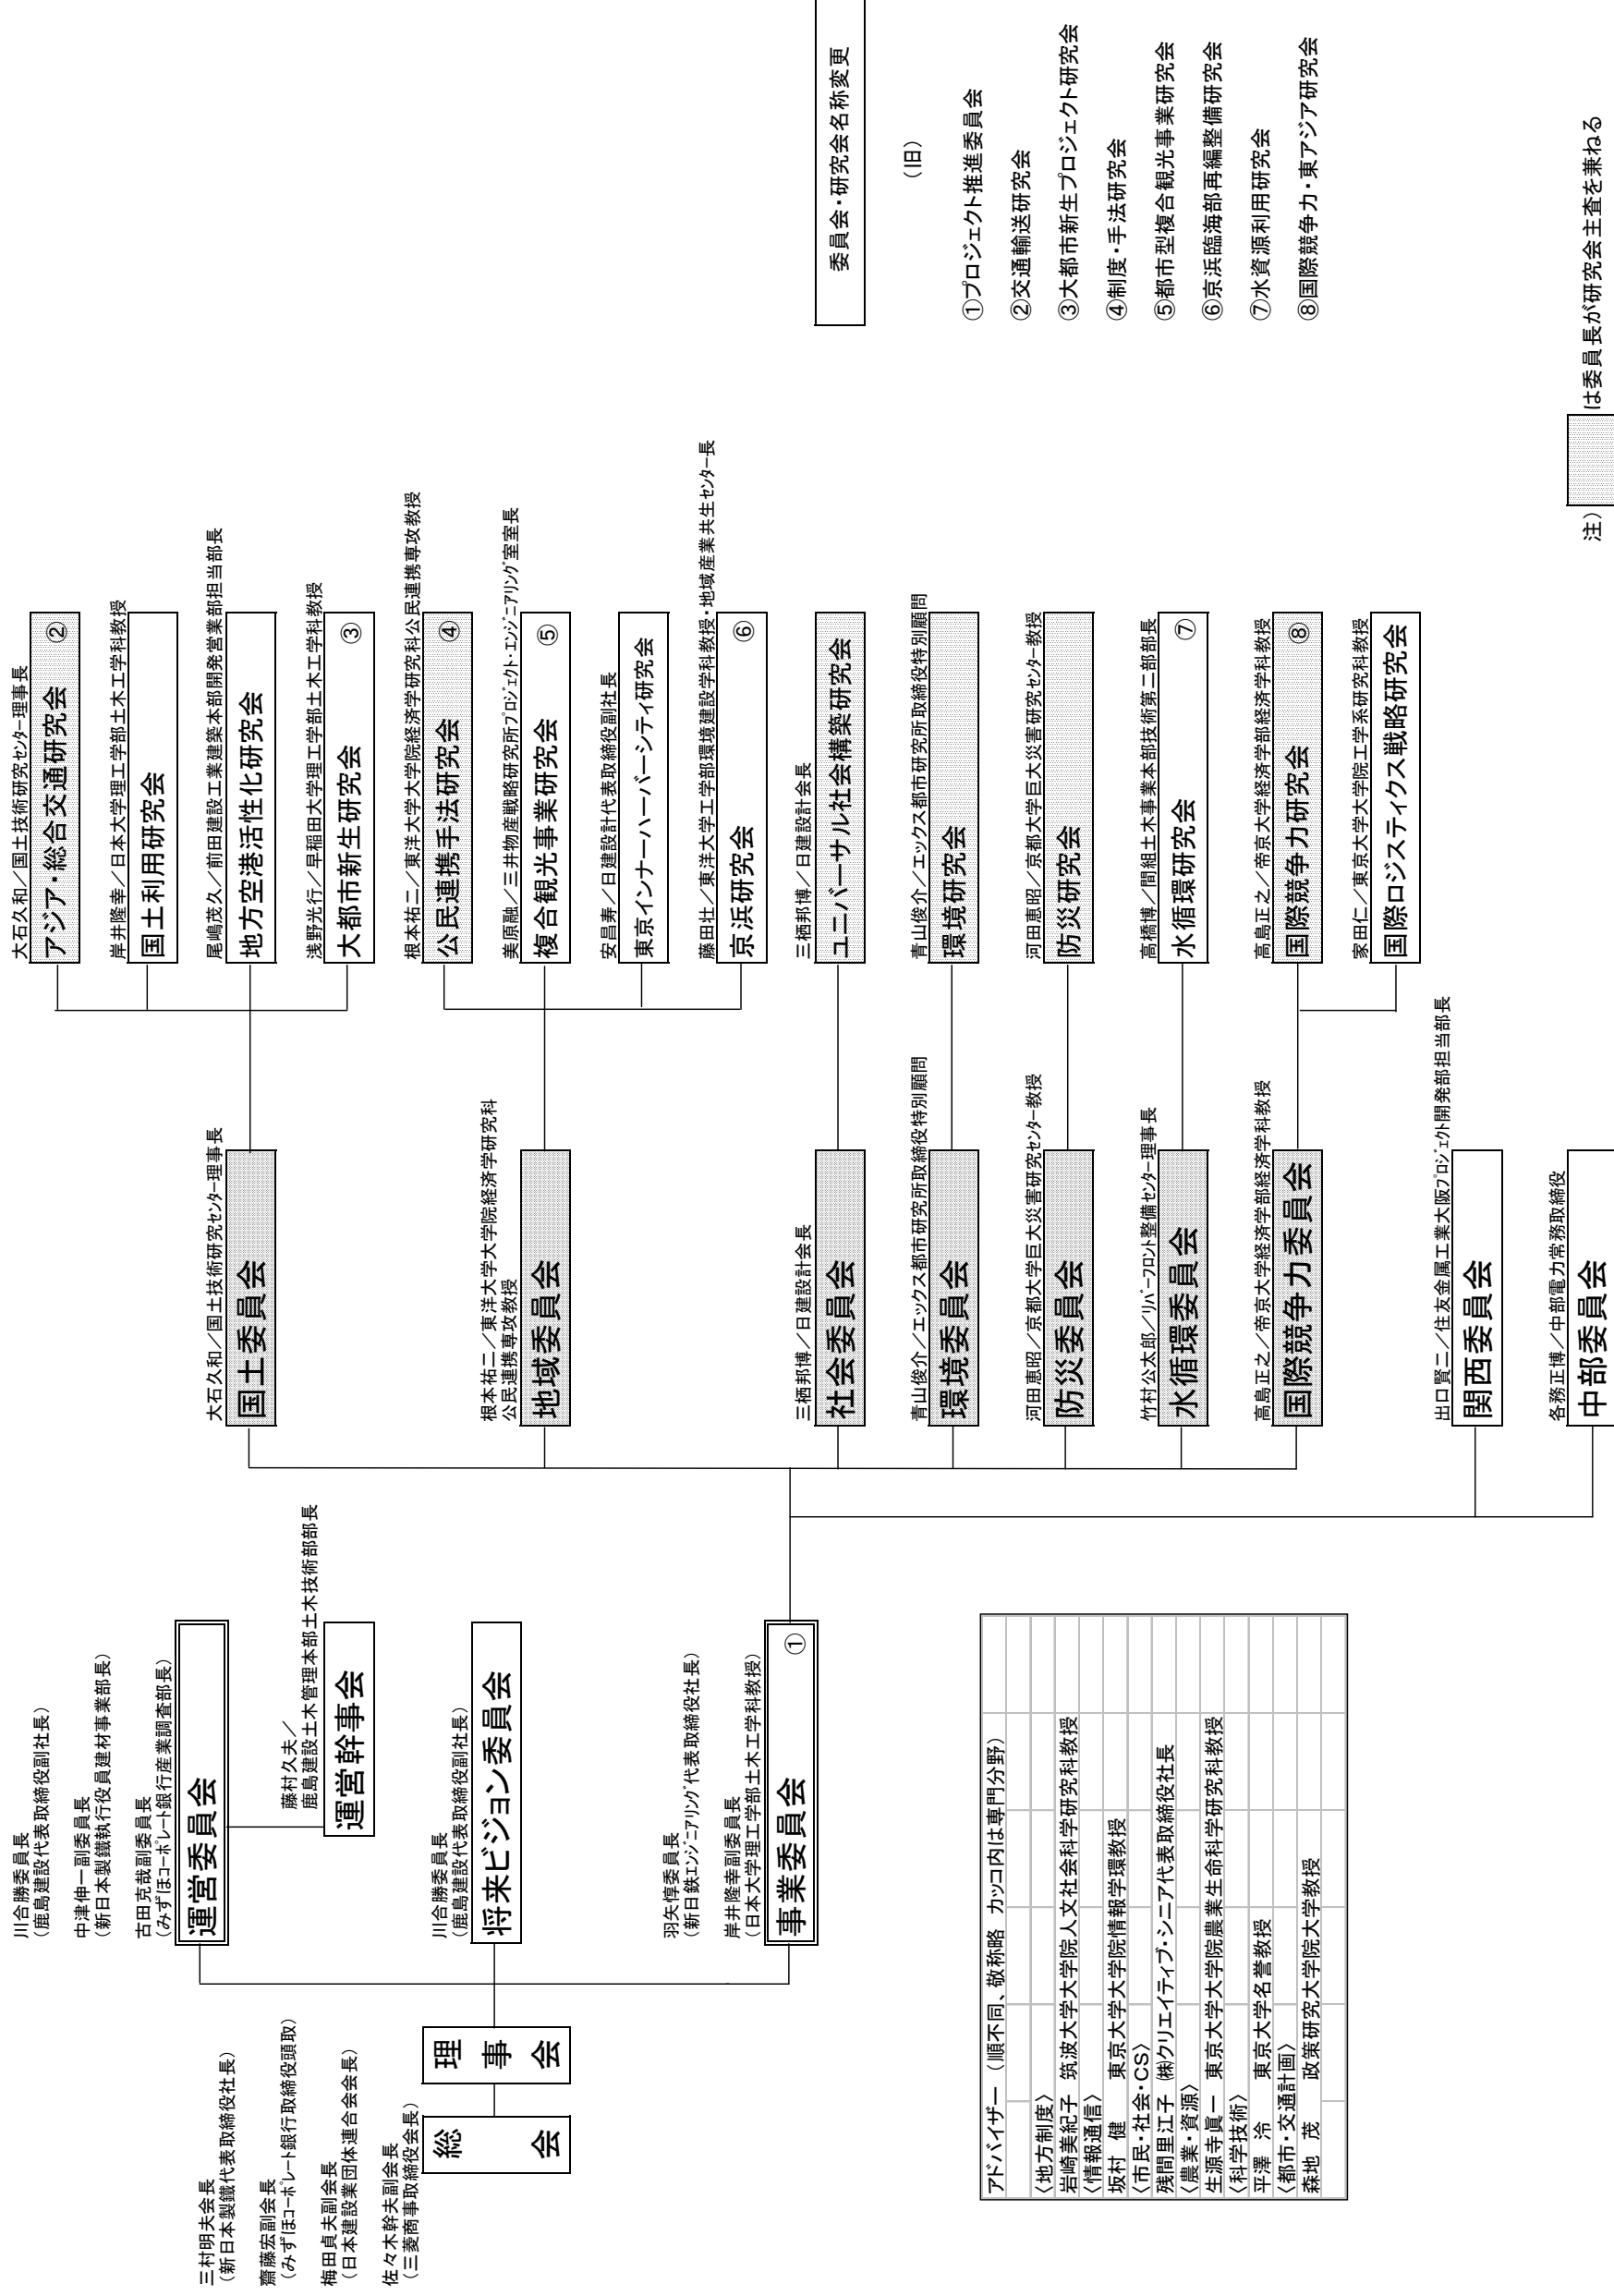 三村明夫会長
（新日本製鐵代表取締役社長）
齋藤宏副会長
（みずほコーポレート銀行取締役頭取）
梅田貞夫副会長
（日本建設業団体連合会会長）
佐々木幹夫副会長
（三菱商事取締役会長）
総会
理事会
川合勝委員長
（鹿島建設代表取締役副社長）
中津伸一副委員長
（新日本製鐵執行役員建材事業部長）
古田克哉副委員長
（みずほコーポレート銀行産業調査部長）
運営委員会
藤村久夫／
鹿島建設土木管理本部土木技術部部長
運営幹事会
川合勝委員長
（鹿島建設代表取締役副社長）
将来ビジョン委員会
羽矢惇委員長
（新日鉄エンジニアリング代表取締役社長）
岸井隆幸副委員長
（日本大学理工学部土木工学科教授）
事業委員会 ①
大石久和／国土技術研究センター理事長
国土委員会
根本祐二／東洋大学大学院経済学研究科
公民連携専攻教授
地域委員会
三栖邦博／日建設計会長
社会委員会
青山俊介／エックス都市研究所取締役特別顧問
環境委員会
河田恵昭／京都大学巨大災害研究センター教授
防災委員会
竹村公太郎／リバーフロント整備センター理事長
水循環委員会
高島正之／帝京大学経済学部経済学科教授
国際競争力委員会
出口賢二／住友金属工業大阪プロジェクト開発部担当部長
関西委員会
各務正博／中部電力常務取締役
中部委員会
大石久和／国土技術研究センター理事長
アジア・総合交通研究会 ②
岸井隆幸／日本大学理工学部土木工学科教授
国土利用研究会
尾嶋茂久／前田建設工業建築本部開発営業部担当部長
地方空港活性化研究会
浅野光行／早稲田大学理工学部土木工学科教授
大都市新生研究会 ③
根本祐二／東洋大学大学院経済学研究科公民連携専攻教授
公民連携手法研究会 ④
美原融／三井物産戦略研究所プロジェクト・エンジニアリング室室長
複合観光事業研究会 ⑤
安昌寿／日建設計代表取締役副社長
東京インナーハーバーシティ研究会
藤田壮／東洋大学工学部環境建設学科教授・地域産業共生センター長
京浜研究会 ⑥
三栖邦博／日建設計会長
ユニバーサル社会構築研究会
青山俊介／エックス都市研究所取締役特別顧問
環境研究会
河田恵昭／京都大学巨大災害研究センター教授
防災研究会
高橋博／間組土木事業本部技術第二部部長
水循環研究会 ⑦
高島正之／帝京大学経済学部経済学科教授
国際競争力研究会 ⑧
家田仁／東京大学大学院工学系研究科教授
国際ロジスティクス戦略研究会
委員会・研究会名称変更
（旧）
①プロジェクト推進委員会
②交通輸送研究会
③大都市新生プロジェクト研究会
④制度・手法研究会
⑤都市型複合観光事業研究会
⑥京浜臨海部再編整備研究会
⑦水資源利用研究会
⑧国際競争力・東アジア研究会
注） は委員長が研究会主査を兼ねる
アドバイザー （順不同、敬称略 カッコ内は専門分野）
〈地方制度〉
岩崎美紀子 筑波大学大学院人文社会科学研究科教授
〈情報通信〉
坂村 健 東京大学大学院情報学環教授
〈市民・社会・CS〉
残間里江子 ㈱クリエイティブ・シニア代表取締役社長
〈農業・資源〉
生源寺眞一 東京大学大学院農業生命科学研究科教授
〈科学技術〉
平澤 泠 東京大学名誉教授
〈都市・交通計画〉
森地 茂 政策研究大学院大学教授